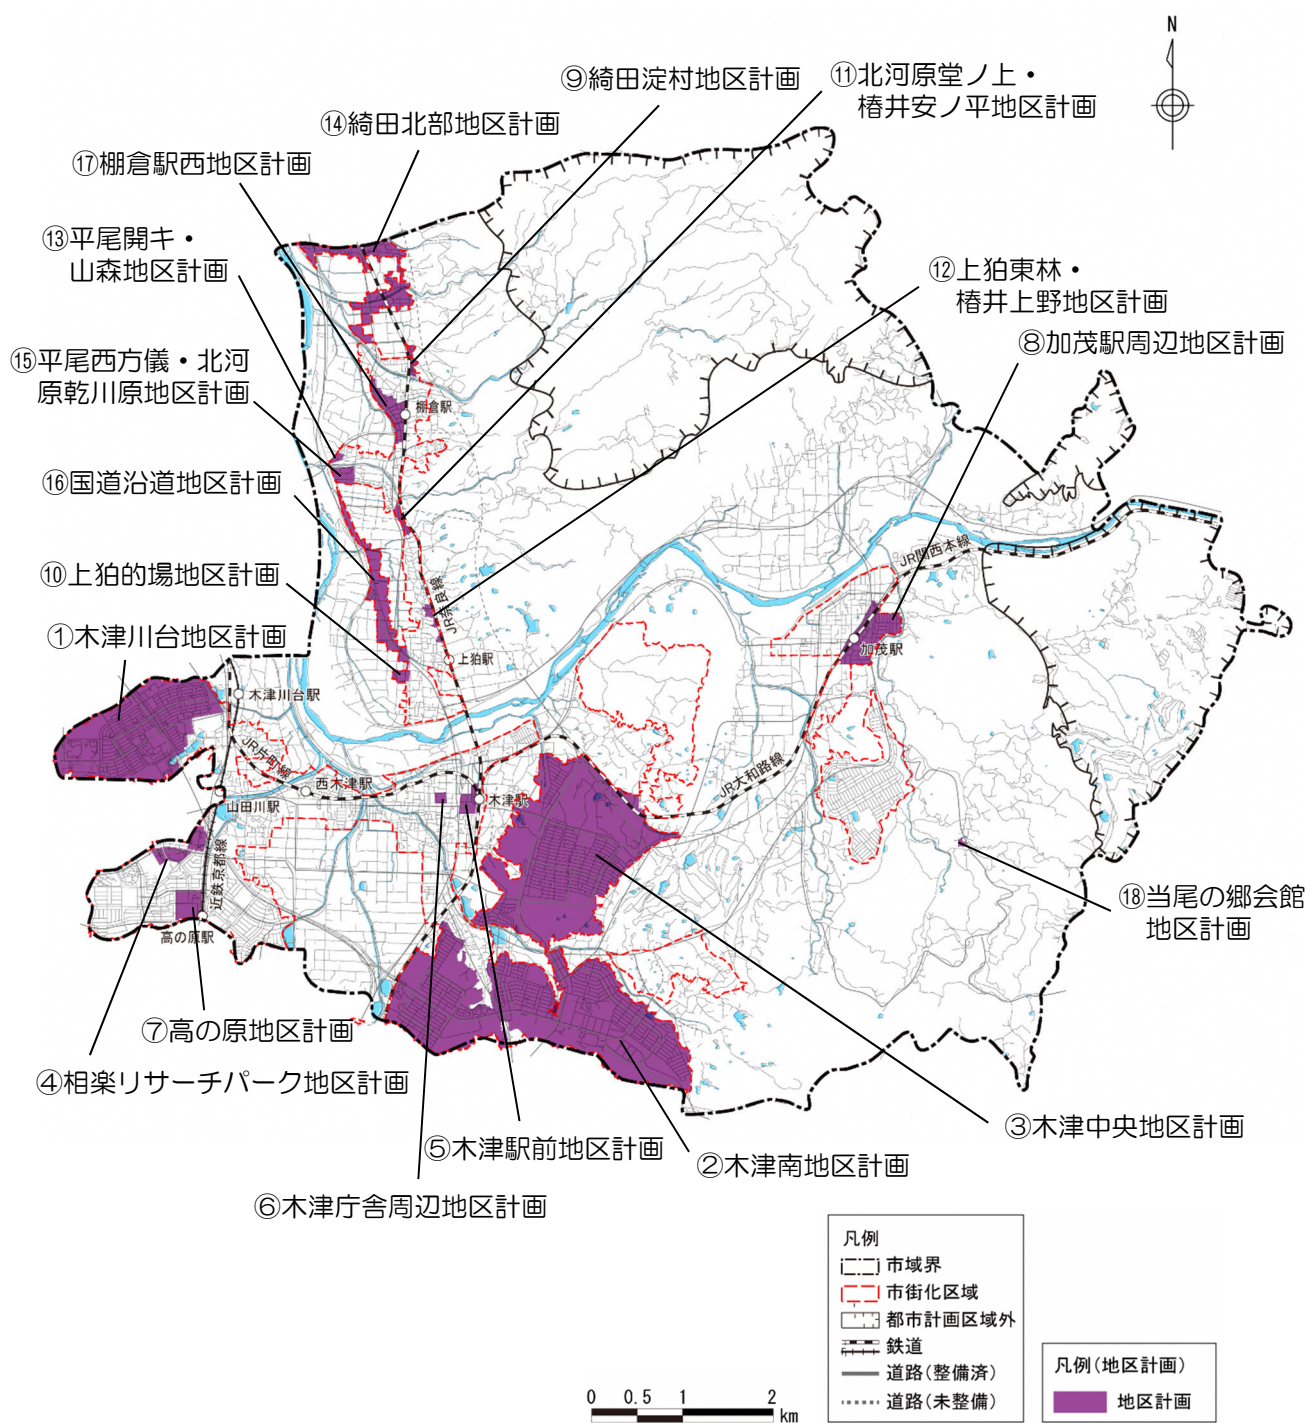 N
⑨綺田淀村地区計画
⑪北河原堂ノ上・
椿井安ノ平地区計画
⑭綺田北部地区計画
⑰棚倉駅西地区計画
⑬平尾開キ・
山森地区計画
⑫上狛東林・
椿井上野地区計画
⑧加茂駅周辺地区計画
⑮平尾西方儀・北河
原乾川原地区計画
棚倉駅
⑯国道沿道地区計画
JR関西本線
⑩上狛的場地区計画
JR奈良線
①木津川台地区計画
上狛駅
加茂駅
木津川台駅
JR片町線
西木津駅
JR大和路線
山田川駅
木津駅
近鉄京都線
⑱当尾の郷会館
地区計画
高の原駅
⑦高の原地区計画
④相楽リサーチパーク地区計画
③木津中央地区計画
⑤木津駅前地区計画
②木津南地区計画
⑥木津庁舎周辺地区計画
凡例
市域界
市街化区域
都市計画区域外
鉄道
道路(整備済)
道路(未整備)
凡例(地区計画)
地区計画
0 0.5 1 2
km